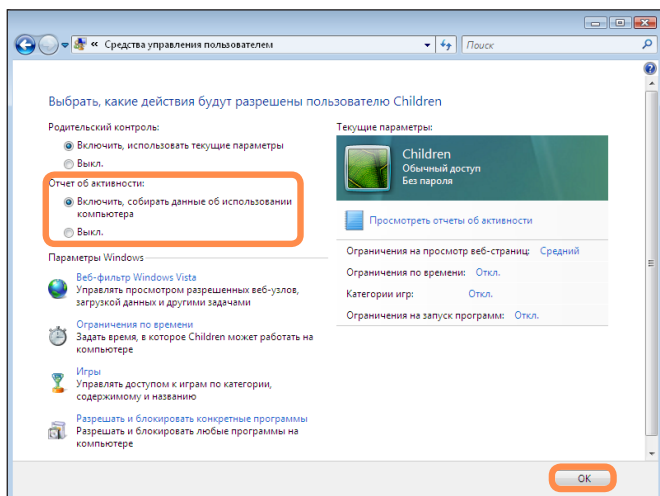 « Средства управления пользователем
Поиск
Выбрать, какие действия будут разрешены пользователю Children
Родительский контроль:
Включить, использовать текущие параметры
Выкл.
Отчет об активности:
Включить, собирать данные об использовании
компьютера
Выкл.
Параметры Windows
Веб-фильтр Windows Vista
Управлять просмотром разрешенных веб-узлов,
загрузкой данных и другими задачами
Ограничения по времени
Задать время, в которое Children может работать на
компьютере
Игры
Управлять доступом к играм по категории,
содержимому и названию
Разрешать и блокировать конкретные программы
Разрешать и блокировать любые программы на
компьютере
Текущие параметры:
Children
Обычный доступ
Без пароля
Просмотреть отчеты об активности
Ограничения на просмотр веб-страниц: Средний
Ограничения по времени: Откл.
Категории игр: Откл.
Ограничения на запуск программ: Откл.
OK